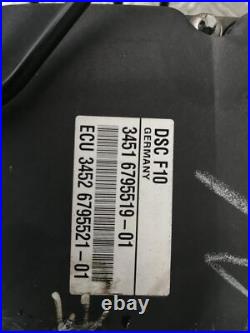 DSC F10
GERMANY
3451 6795519-01
ECU 3452 6795521-01